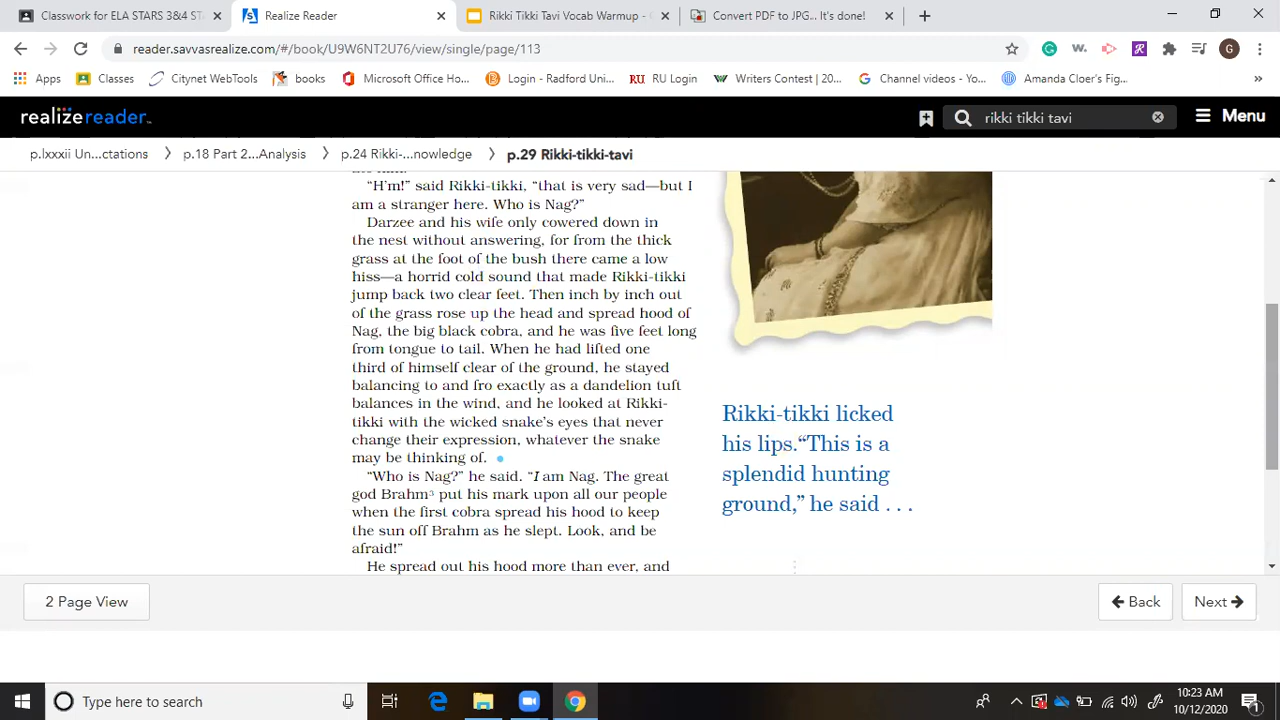 Classwork for ELA STARS 3&4 ST
Realize Reader
Rikki Tikki Tavi Vocab Warmup -
Convert PDF to JPG... It's done!
reader.savvasrealize.com/#/book/U9W6NT2U76/view/single/page/113
Apps Classes Citynet WebTools books Microsoft Office Ho... Login - Radford Uni... RU Login Writers Contest | 20... Channel videos - Yo... Amanda Cloer's Fig... »
realizereader™ rikki tikki tavi Menu
p.lxxxii Un...ctations p.18 Part 2...Analysis p.24 Rikki-...nowledge p.29 Rikki-tikki-tavi
“H’m!” said Rikki-tikki, “that is very sad—but I
am a stranger here. Who is Nag?”
Darzee and his wife only cowered down in
the nest without answering, for from the thick
grass at the foot of the bush there came a low
hiss—a horrid cold sound that made Rikki-tikki
jump back two clear feet. Then inch by inch out
of the grass rose up the head and spread hood of
Nag, the big black cobra, and he was five feet long
from tongue to tail. When he had lifted one
third of himself clear of the ground, he stayed
balancing to and fro exactly as a dandelion tuft
balances in the wind, and he looked at Rikki-
tikki with the wicked snake’s eyes that never
change their expression, whatever the snake
may be thinking of.
“Who is Nag?” he said. “I am Nag. The great
god Brahm³ put his mark upon all our people
when the first cobra spread his hood to keep
the sun off Brahm as he slept. Look, and be
afraid!”
He spread out his hood more than ever, and
Rikki-tikki licked
his lips.“This is a
splendid hunting
ground,” he said . . .
2 Page View Back Next
Type here to search
10:23 AM
10/12/2020